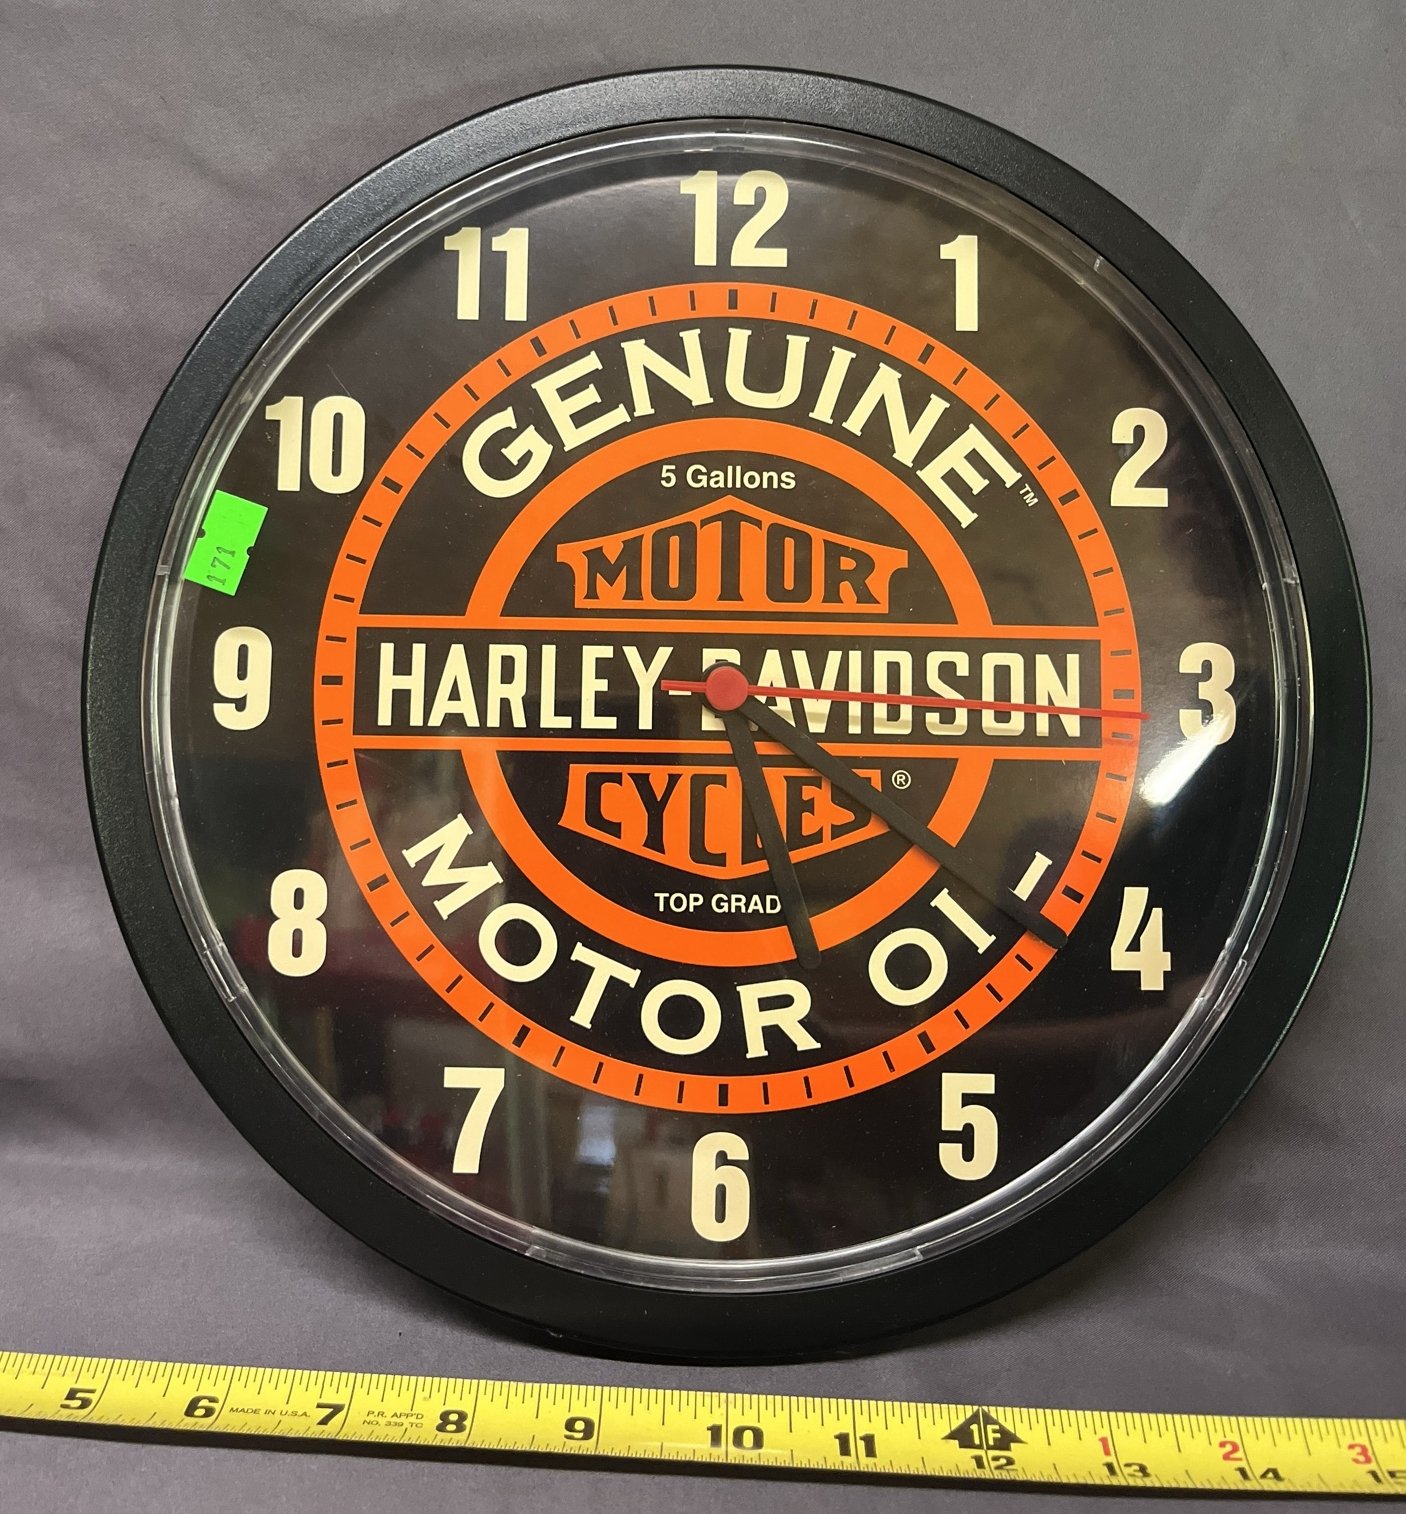 12
11
1
10
2
9
3
8
4
7
5
6
GENUINE™
5 Gallons
MOTOR
HARLEY-DAVIDSON
CYCLES®
TOP GRAD
MOTOR OI
171
5 6 MADE IN U.S.A. 7 P.R. APP'D 8 9 10 11 1F 12 1 13 2 14 3 15
NO. 339 TC